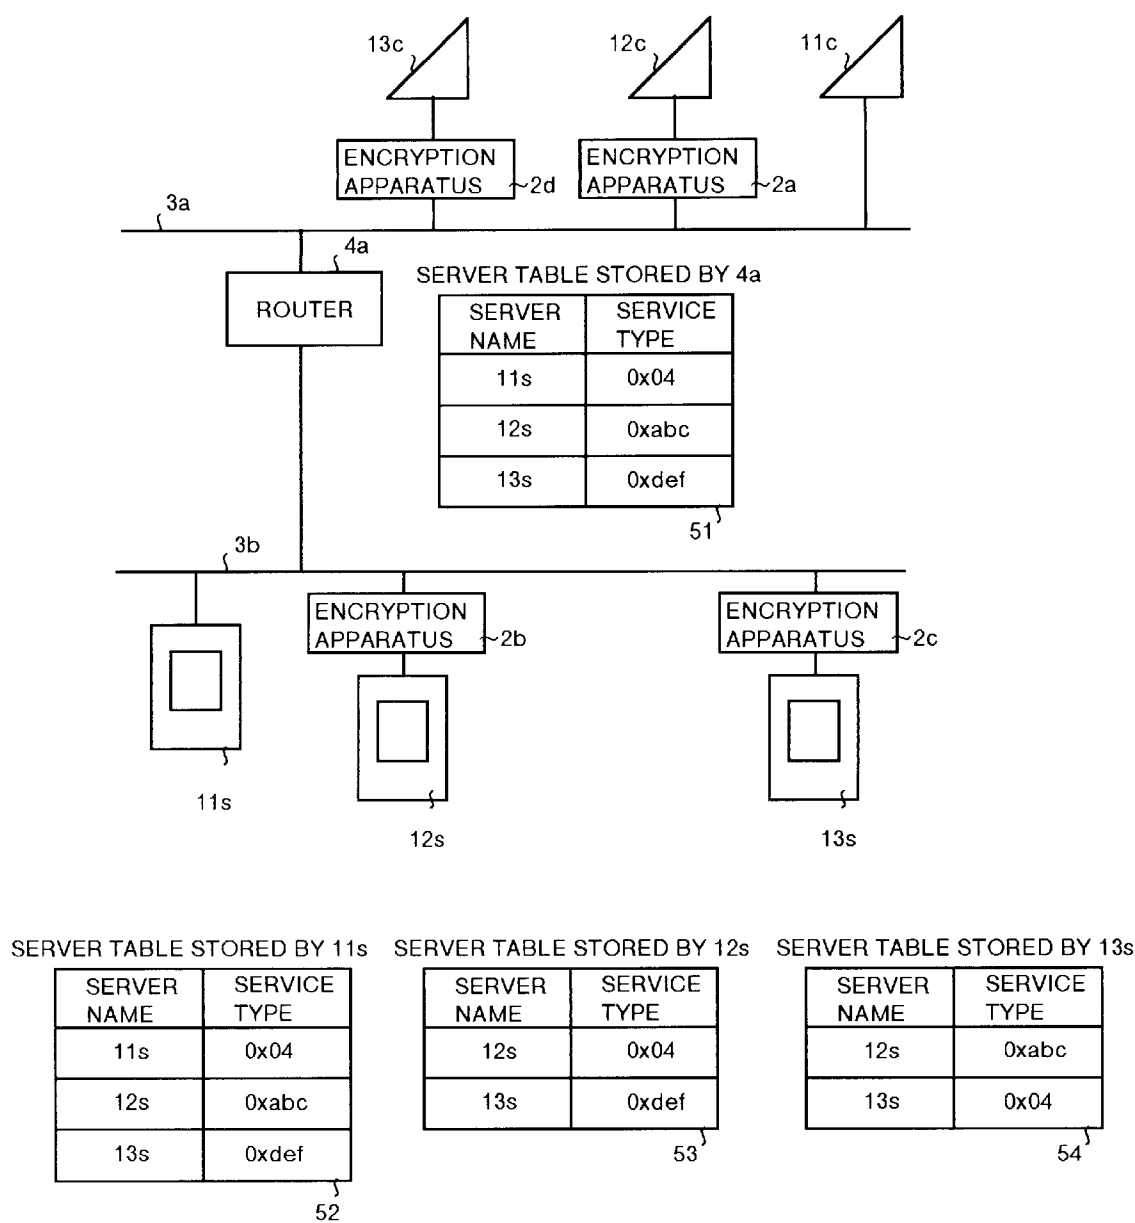 13c
12c
11c
ENCRYPTION
APPARATUS
2d
ENCRYPTION
APPARATUS
2a
3a
4a
ROUTER
SERVER TABLE STORED BY 4a
SERVER NAME
SERVICE TYPE
11s 0x04
12s 0xabc
13s 0xdef
51
3b
ENCRYPTION
APPARATUS
2b
ENCRYPTION
APPARATUS
2c
11s
12s
13s
SERVER TABLE STORED BY 11s
SERVER NAME
SERVICE TYPE
11s 0x04
12s 0xabc
13s 0xdef
52
SERVER TABLE STORED BY 12s
SERVER NAME
SERVICE TYPE
12s 0x04
13s 0xdef
53
SERVER TABLE STORED BY 13s
SERVER NAME
SERVICE TYPE
12s 0xabc
13s 0x04
54